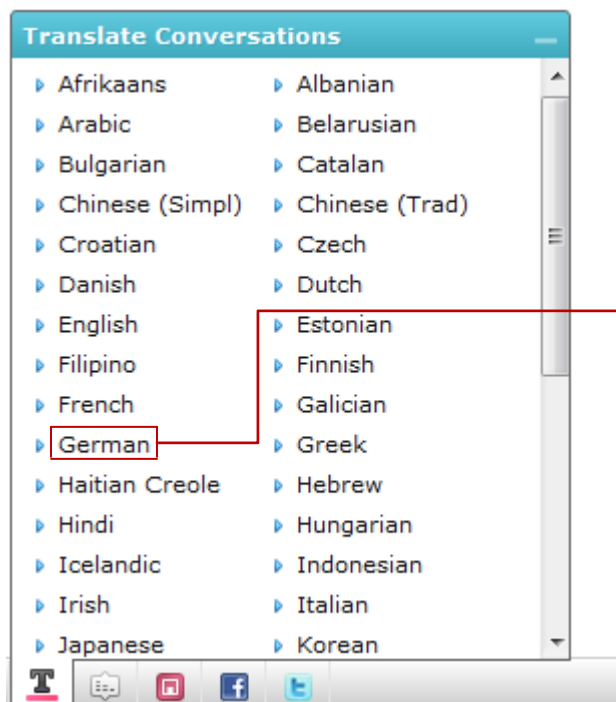 Translate Conversations
Afrikaans Albanian
Arabic Belarusian
Bulgarian Catalan
Chinese (Simpl) Chinese (Trad)
Croatian Czech
Danish Dutch
English Estonian
Filipino Finnish
French Galician
German Greek
Haitian Creole Hebrew
Hindi Hungarian
Icelandic Indonesian
Irish Italian
Japanese Korean
T f t